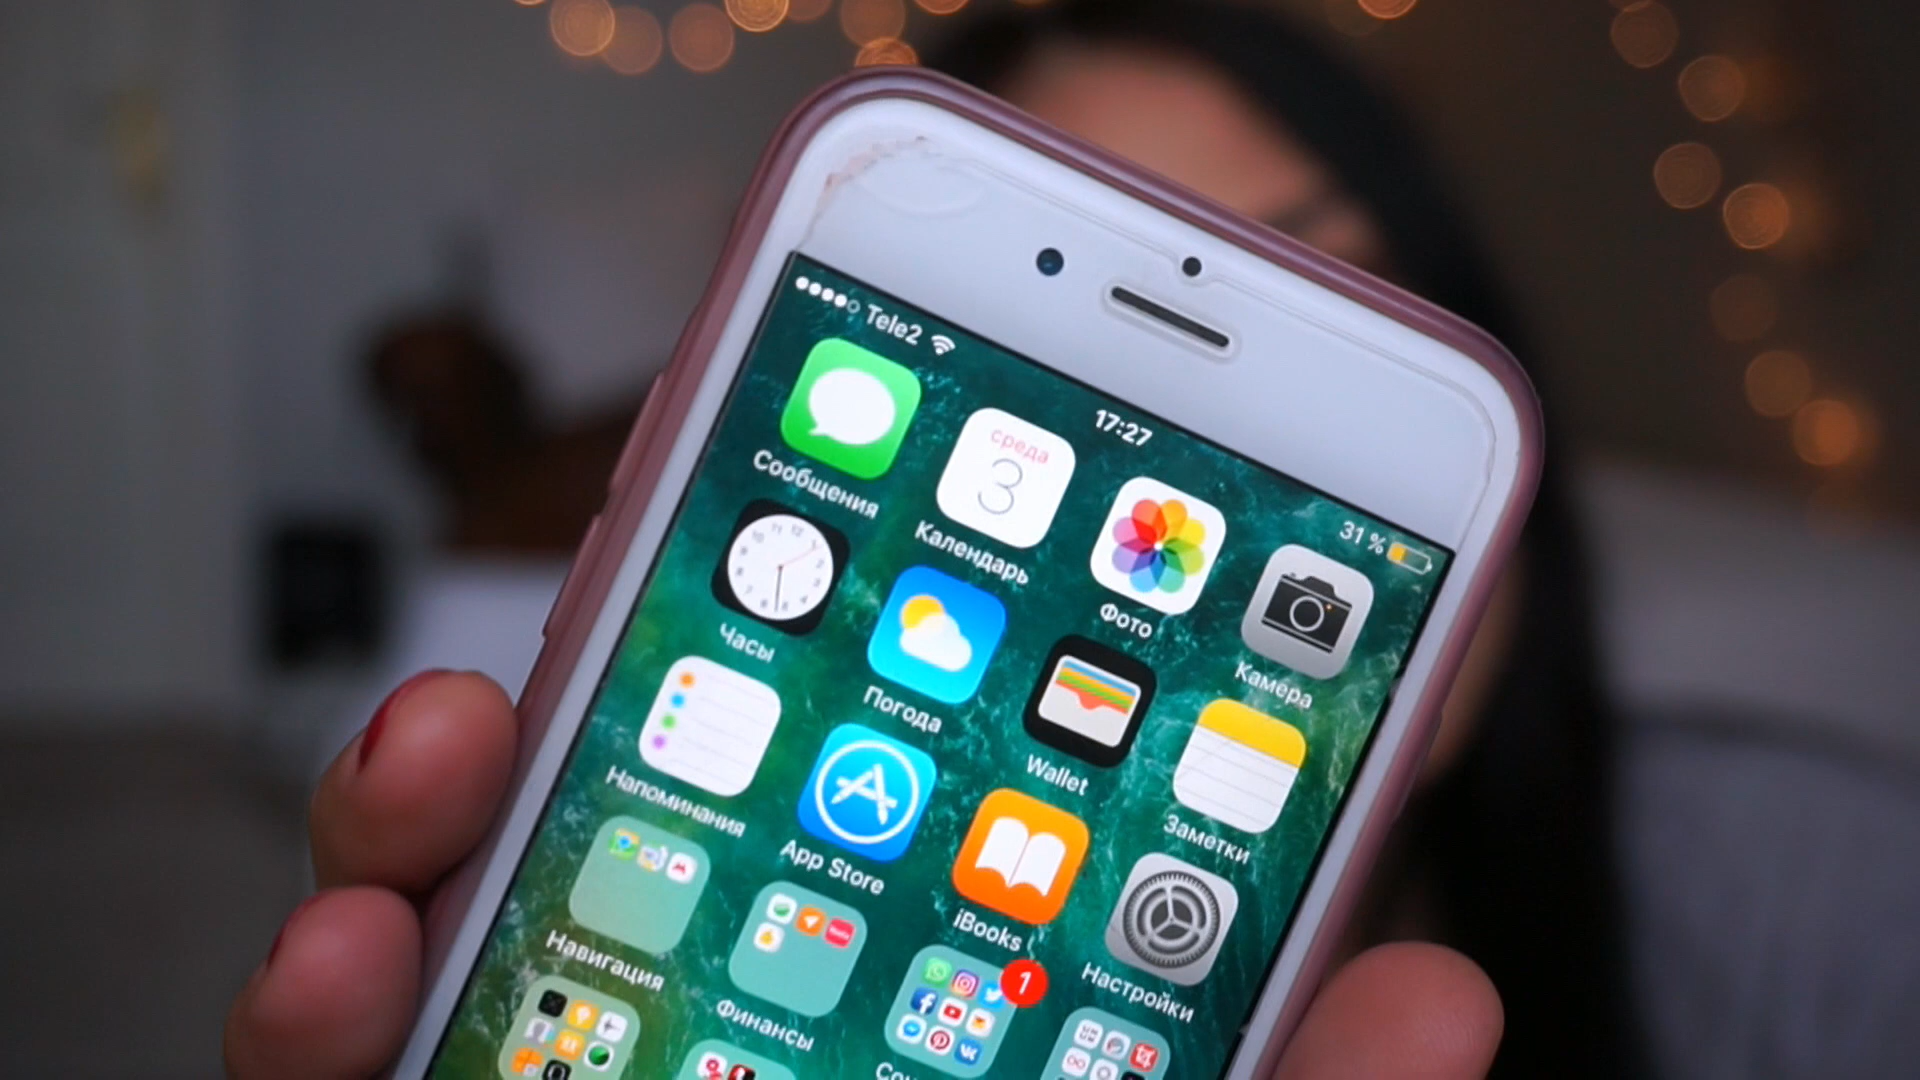 Tele2
17:27
31 %
среда
3
Сообщения
Календарь
Фото
Камера
Часы
Погода
Wallet
Заметки
Напоминания
App Store
iBooks
Настройки
Навигация
Финансы
1